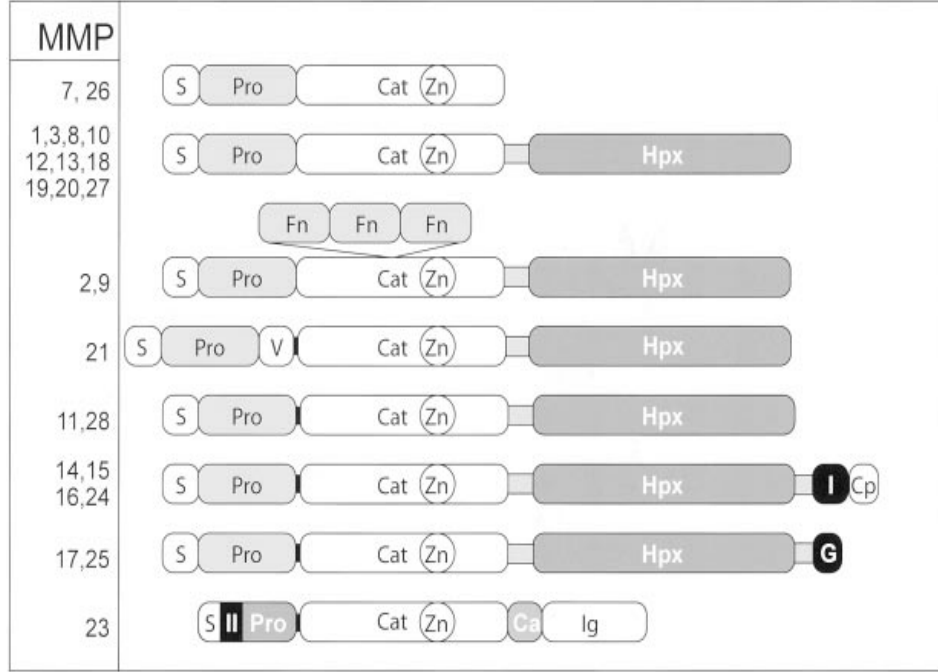 MMP
7, 26 S Pro Cat Zn
1,3,8,10
12,13,18 S Pro Cat Zn Hpx
19,20,27
Fn Fn Fn
2,9 S Pro Cat Zn Hpx
21 S Pro V Cat Zn Hpx
11,28 S Pro Cat Zn Hpx
14,15
16,24 S Pro Cat Zn Hpx I Cp
17,25 S Pro Cat Zn Hpx G
23 S II Pro Cat Zn Ca Ig